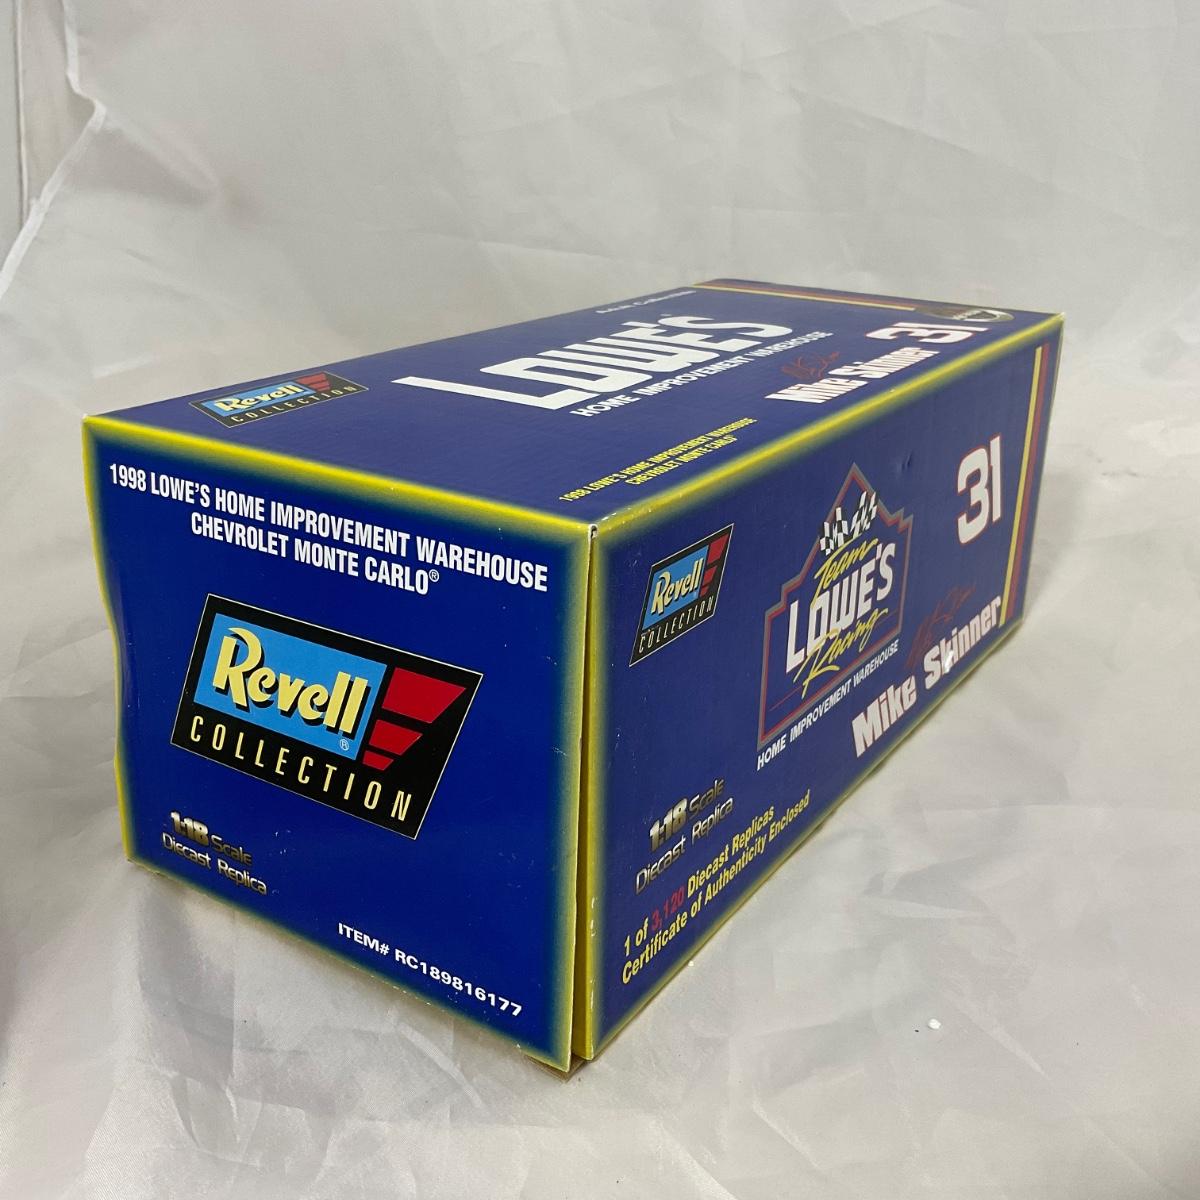 Revell
COLLECTION
LOWE'S
HOME IMPROVEMENT WAREHOUSE
Mike Skinner 31
1998 LOWE'S HOME IMPROVEMENT WAREHOUSE
CHEVROLET MONTE CARLO®
1998 LOWE'S HOME IMPROVEMENT WAREHOUSE
CHEVROLET MONTE CARLO®
Revell®
COLLECTION
1:18 Scale
Diecast Replica
ITEM# RC189816177
Revell
COLLECTION
Team
LOWE'S
Racing
HOME IMPROVEMENT WAREHOUSE
31
Mike Skinner
1:18 Scale
Diecast Replica
1 of 3,120 Diecast Replicas
Certificate of Authenticity Enclosed